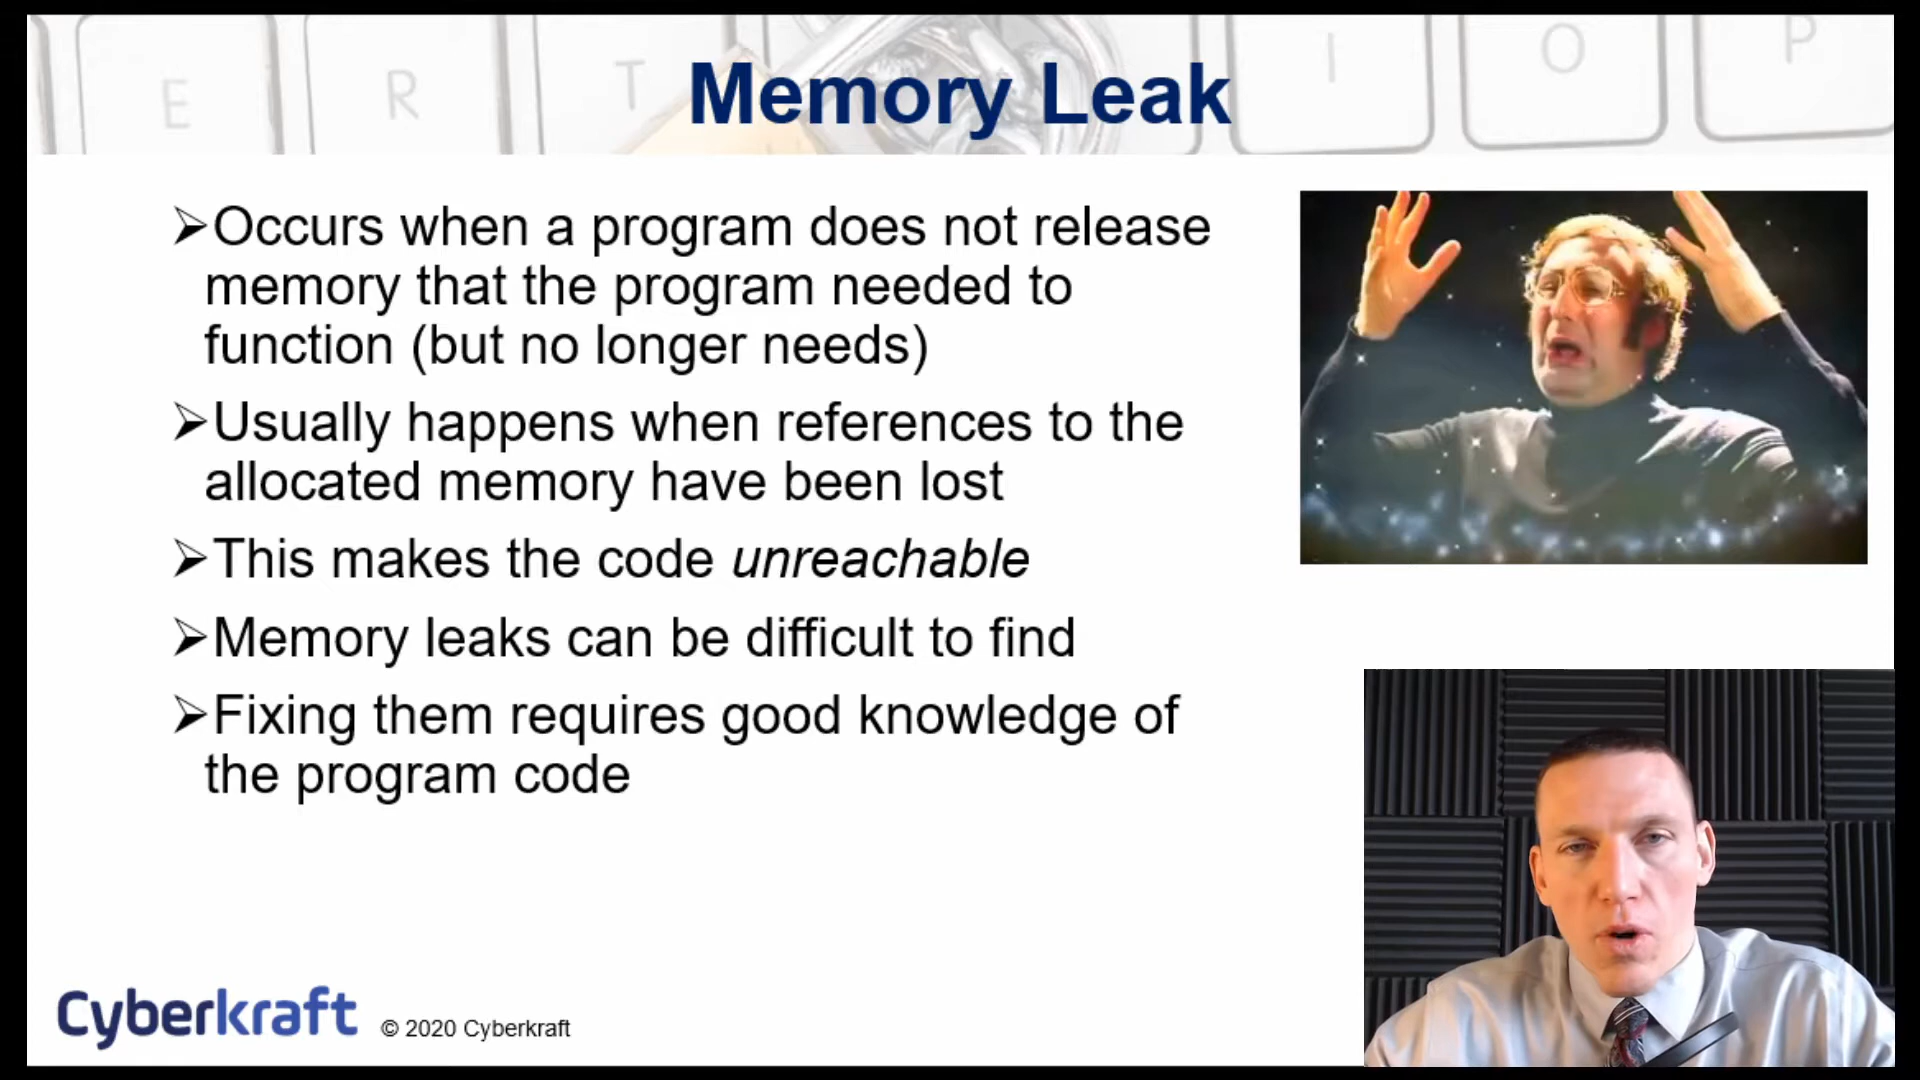 E R T I O P
Memory Leak
➢Occurs when a program does not release
memory that the program needed to
function (but no longer needs)
➢Usually happens when references to the
allocated memory have been lost
➢This makes the code unreachable
➢Memory leaks can be difficult to find
➢Fixing them requires good knowledge of
the program code
Cyberkraft © 2020 Cyberkraft